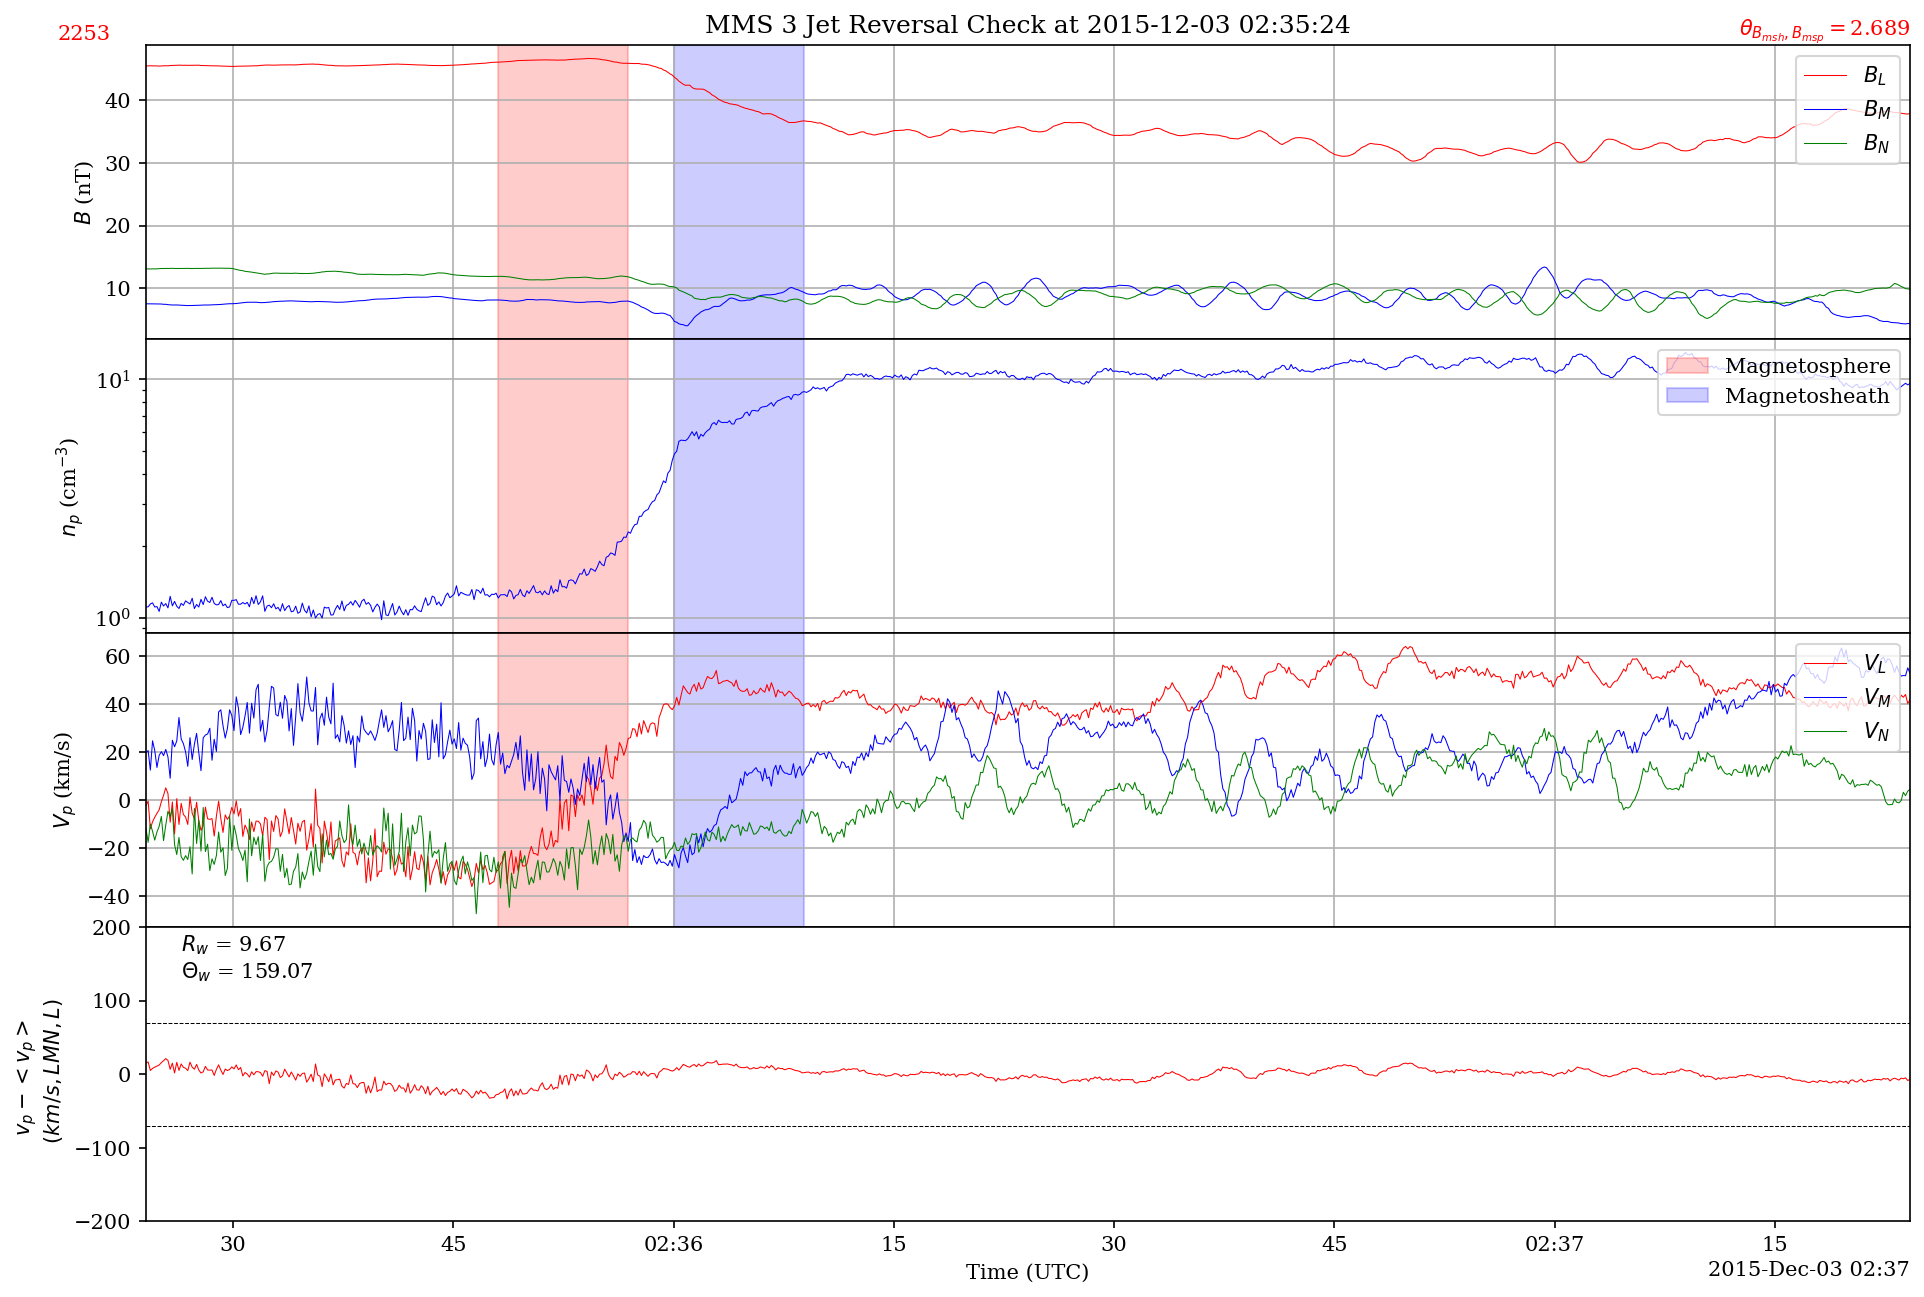 MMS 3 Jet Reversal Check at 2015-12-03 02:35:24
2253
θ_{B_{msh}, B_{msp}} = 2.689
B (nT)
40
30
20
10
B_L
B_M
B_N
n_p (cm^{-3})
10^1
10^0
Magnetosphere
Magnetosheath
V_p (km/s)
60
40
20
0
−20
−40
V_L
V_M
V_N
v_p − < v_p >
(km/s, LMN, L)
200
100
0
−100
−200
R_w = 9.67
Θ_w = 159.07
30
45
02:36
15
30
45
02:37
15
Time (UTC)
2015-Dec-03 02:37